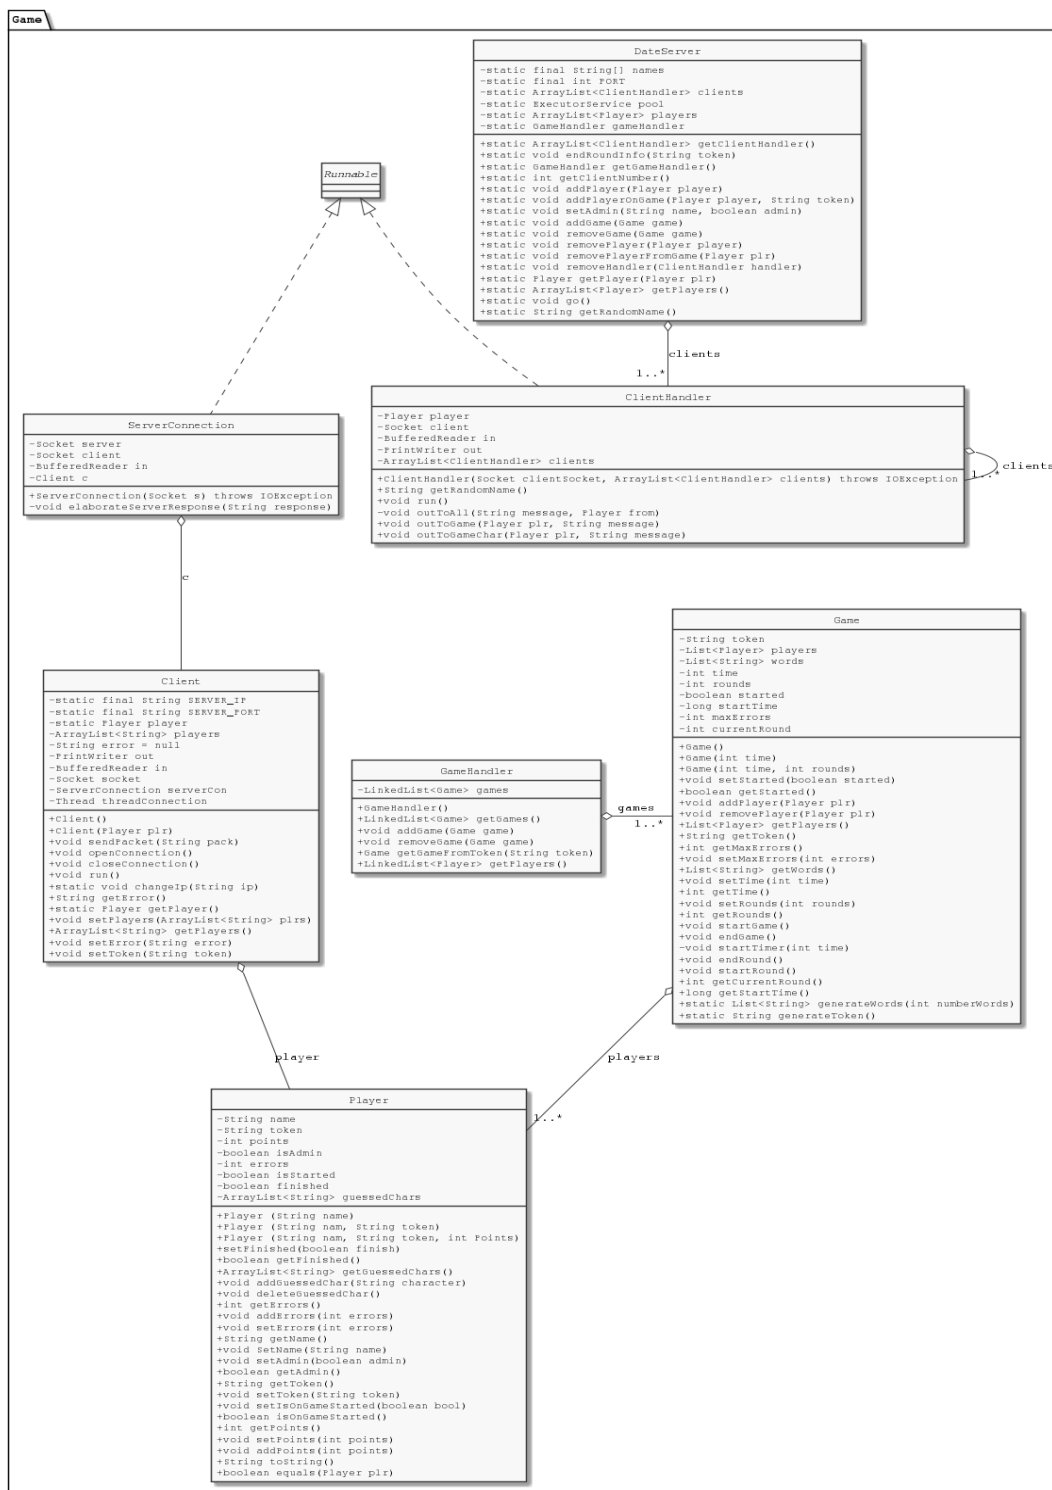 Game
DateServer
-static final String[] names
-static final int PORT
-static ArrayList<ClientHandler> clients
-static ExecutorService pool
-static ArrayList<Player> players
-static GameHandler gameHandler
+static ArrayList<ClientHandler> getClientHandler()
+static void endRoundInfo(String token)
+static GameHandler getGameHandler()
+static int getClientNumber()
+static void addPlayer(Player player)
+static void addPlayerOnGame(Player player, String token)
+static void setAdmin(String name, boolean admin)
+static void addGame(Game game)
+static void removeGame(Game game)
+static void removePlayer(Player player)
+static void removePlayerFromGame(Player plr)
+static void removeHandler(ClientHandler handler)
+static Player getPlayer(Player plr)
+static ArrayList<Player> getPlayers()
+static void go()
+static String getRandomName()
Runnable
clients
1..*
ClientHandler
-Player player
-Socket client
-BufferedReader in
-PrintWriter out
-ArrayList<ClientHandler> clients
+ClientHandler(Socket clientSocket, ArrayList<ClientHandler> clients) throws IOException
+String getRandomName()
+void run()
-void outToAll(String message, Player from)
+void outToGame(Player plr, String message)
+void outToGameChar(Player plr, String message)
clients
1..*
ServerConnection
-Socket server
-Socket client
-BufferedReader in
-Client c
+ServerConnection(Socket s) throws IOException
-void elaborateServerResponse(String response)
c
Client
-static final String SERVER_IP
-static final String SERVER_PORT
-static Player player
-ArrayList<String> players
-String error = null
-PrintWriter out
-BufferedReader in
-Socket socket
-ServerConnection serverCon
-Thread threadConnection
+Client()
+Client(Player plr)
+void sendPacket(String pack)
+void openConnection()
+void closeConnection()
+void run()
+static void changeIp(String ip)
+String getError()
+static Player getPlayer()
+void setPlayers(ArrayList<String> plrs)
+ArrayList<String> getPlayers()
+void setError(String error)
+void setToken(String token)
GameHandler
-LinkedList<Game> games
+GameHandler()
+LinkedList<Game> getGames()
+void addGame(Game game)
+void removeGame(Game game)
+Game getGameFromToken(String token)
+LinkedList<Player> getPlayers()
games
1..*
Game
-String token
-List<Player> players
-List<String> words
-int time
-int rounds
-boolean started
-long startTime
-int maxErrors
-int currentRound
+Game()
+Game(int time)
+Game(int time, int rounds)
+void setStarted(boolean started)
+boolean getStarted()
+void addPlayer(Player plr)
+void removePlayer(Player plr)
+List<Player> getPlayers()
+String getToken()
+int getMaxErrors()
+void setMaxErrors(int errors)
+List<String> getWords()
+void setTime(int time)
+int getTime()
+void setRounds(int rounds)
+int getRounds()
+void startGame()
+void endGame()
-void startTimer(int time)
+void endRound()
+void startRound()
+int getCurrentRound()
+long getStartTime()
+static List<String> generateWords(int numberWords)
+static String generateToken()
player
players
1..*
Player
-String name
-String token
-int points
-boolean isAdmin
-int errors
-boolean isStarted
-boolean finished
-ArrayList<String> guessedChars
+Player (String name)
+Player (String nam, String token)
+Player (String nam, String token, int Points)
+setFinished(boolean finish)
+boolean getFinished()
+ArrayList<String> getGuessedChars()
+void addGuessedChar(String character)
+void deleteGuessedChar()
+int getErrors()
+void addErrors(int errors)
+void setErrors(int errors)
+String getName()
+void SetName(String name)
+void setAdmin(boolean admin)
+boolean getAdmin()
+String getToken()
+void setToken(String token)
+void setIsOnGameStarted(boolean bool)
+boolean isOnGameStarted()
+int getPoints()
+void setPoints(int points)
+void addPoints(int points)
+String toString()
+boolean equals(Player plr)